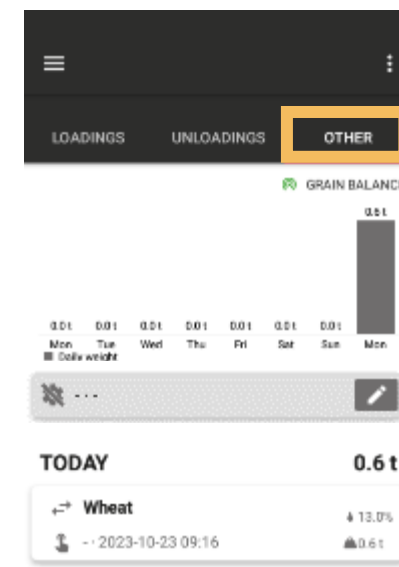 LOADINGS UNLOADINGS OTHER
GRAIN BALANC
0.6 t
0.0 t 0.0 t 0.0 t 0.0 t 0.0 t 0.0 t 0.0 t
Mon Tue Wed Thu Fri Sat Sun Mon
Daily weight
- - -
TODAY 0.6 t
Wheat
13.0%
- · 2023-10-23 09:16 0.6 t